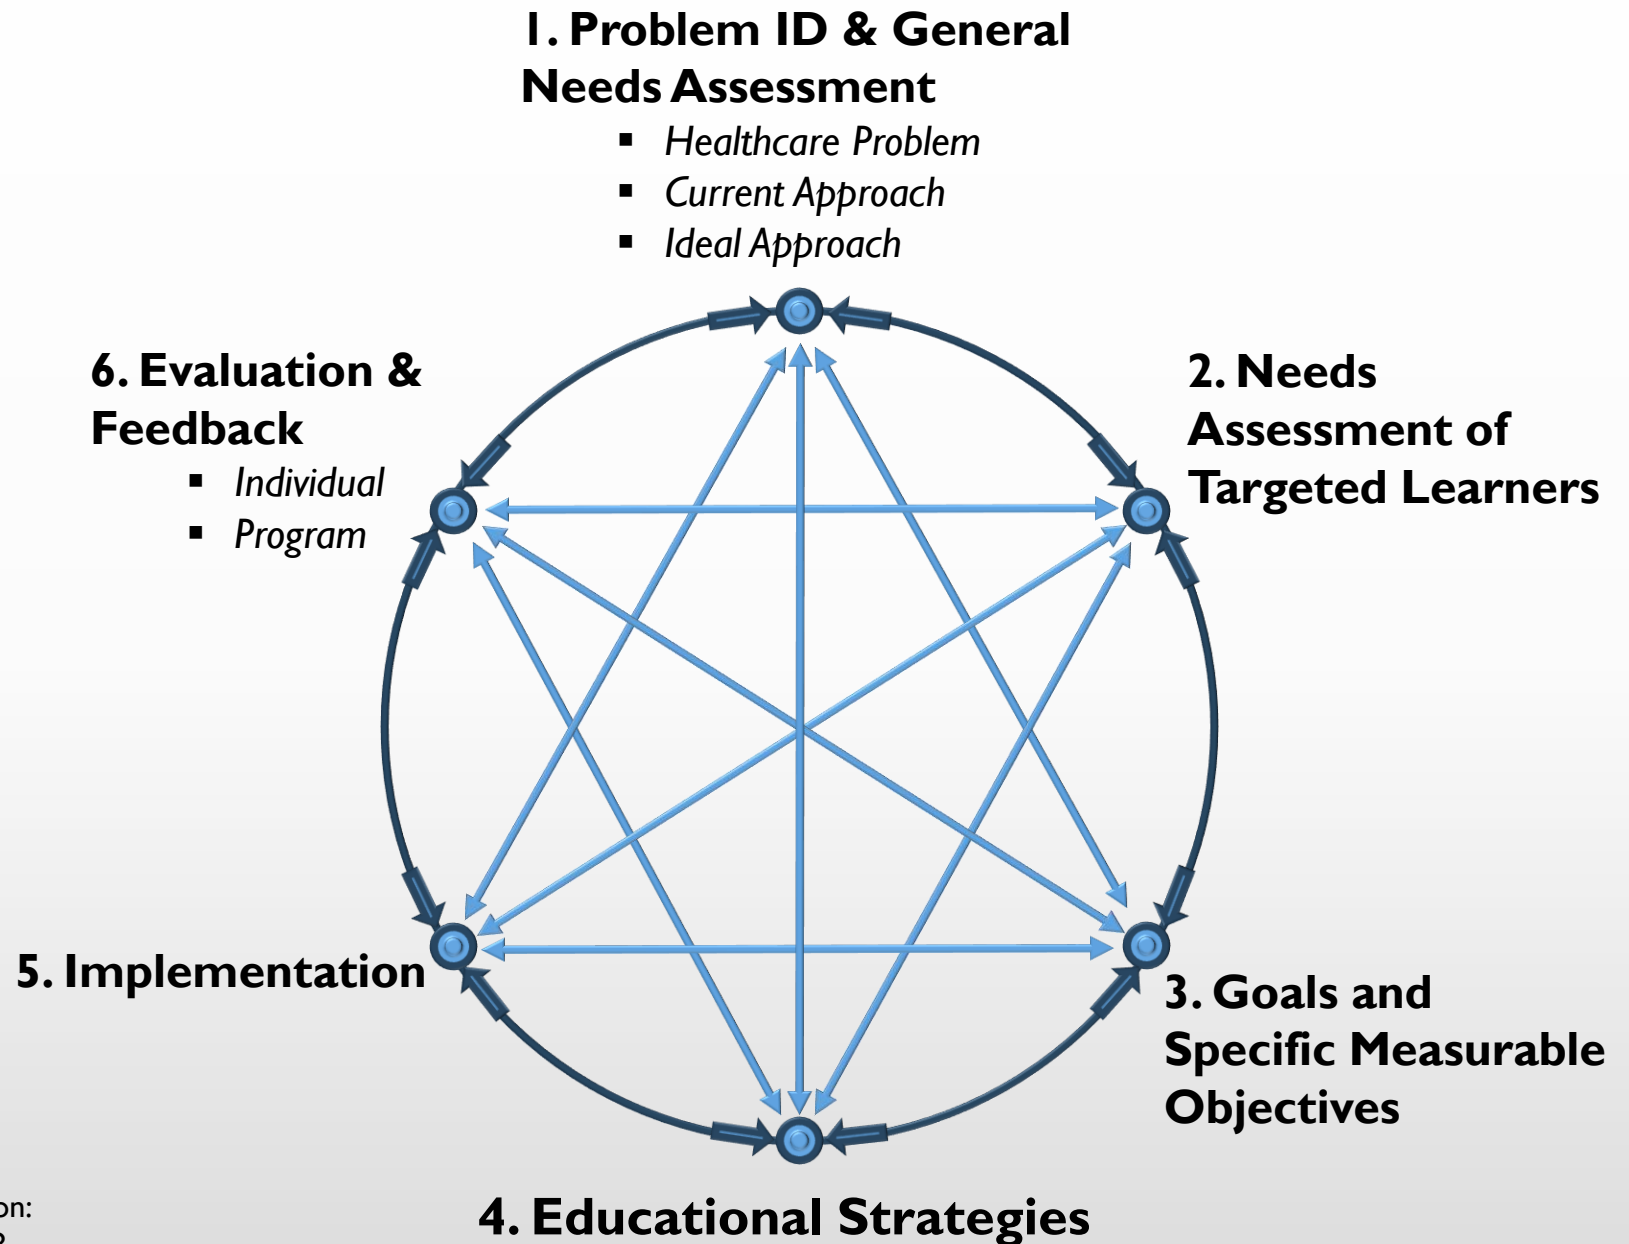 1. Problem ID & General
Needs Assessment
▪ Healthcare Problem
▪ Current Approach
▪ Ideal Approach
2. Needs
Assessment of
Targeted Learners
3. Goals and
Specific Measurable
Objectives
4. Educational Strategies
5. Implementation
6. Evaluation &
Feedback
▪ Individual
▪ Program